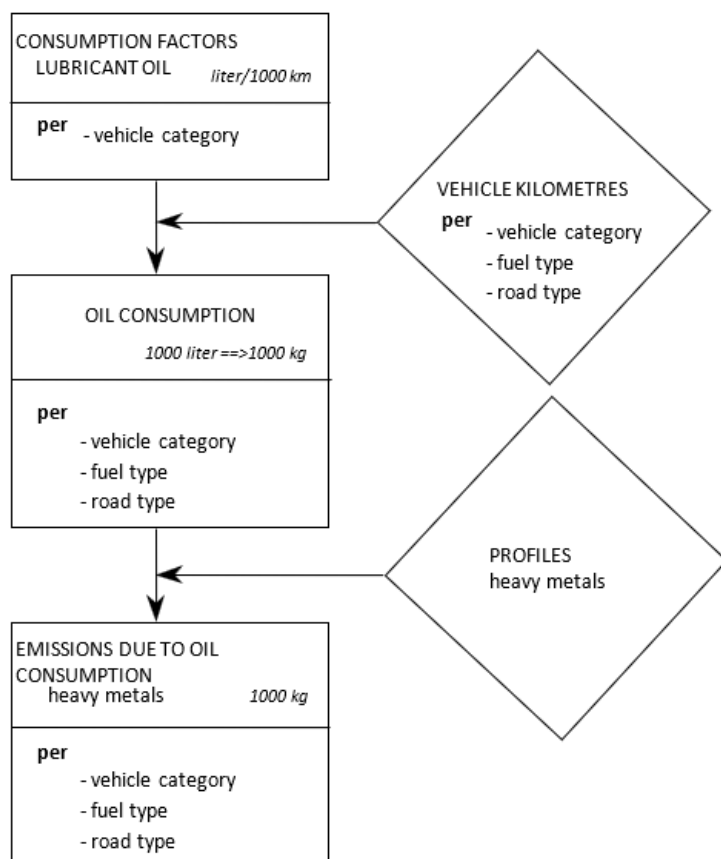 CONSUMPTION FACTORS
LUBRICANT OIL
liter/1000 km
per
- vehicle category
VEHICLE KILOMETRES
per
- vehicle category
- fuel type
- road type
OIL CONSUMPTION
1000 liter ==>1000 kg
per
- vehicle category
- fuel type
- road type
PROFILES
heavy metals
EMISSIONS DUE TO OIL
CONSUMPTION
heavy metals
1000 kg
per
- vehicle category
- fuel type
- road type